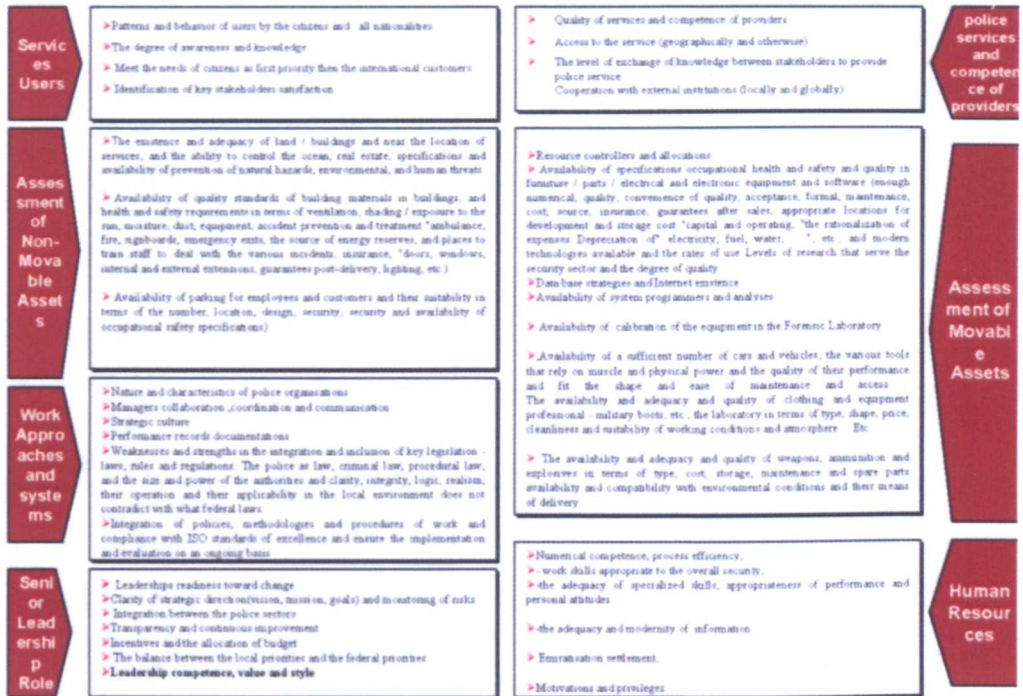 Servic
es
Users
➢Patterns and behavior of users by the citizens and all nationalities
➢The degree of awareness and knowledge
➢ Meet the needs of citizens as first priority then the international customers
➢ Identification of key stakeholders satisfaction
➢ Quality of services and competence of providers
➢ Access to the service (geographically and otherwise)
➢ The level of exchange of knowledge between stakeholders to provide
police service
Cooperation with external institutions (locally and globally)
police
services
and
competen
ce of
providers
Asses
sment
of
Non-
Mova
ble
Asset
s
➢The existence and adequacy of land / buildings and near the location of
services, and the ability to control the ocean, real estate, specifications and
availability of prevention of natural hazards, environmental, and human threats
➢ Availability of quality standards of building materials in buildings, and
health and safety requirements in terms of ventilation, shading / exposure to the
sun, moisture, dust, equipment, accident prevention and treatment "ambulance,
fire, signboards, emergency exits, the source of energy reserves, and places to
train staff to deal with the various incidents, insurance, "doors, windows,
internal and external extensions, guarantees post-delivery, lighting, etc.)
➢ Availability of parking for employees and customers and their suitability in
terms of the number, location, design, security, security and availability of
occupational safety specifications)
➢Resource controllers and allocations
➢ Availability of specifications occupational health and safety and quality in
furniture / parts / electrical and electronic equipment and software (enough
numerical, quality, convenience of quality, acceptance, formal, maintenance,
cost, source, insurance, guarantees after sales, appropriate locations for
development and storage cost "capital and operating, "the rationalization of
expenses Depreciation of" electricity, fuel, water, ", etc., and modern
technologies available and the rates of use Levels of research that serve the
security sector and the degree of quality
➢Data base strategies and Internet existence
➢Availability of system programmers and analyses
➢ Availability of calibration of the equipment in the Forensic Laboratory
➢ Availability of a sufficient number of cars and vehicles, the various tools
that rely on muscle and physical power and the quality of their performance
and fit the shape and ease of maintenance and access
The availability and adequacy and quality of clothing and equipment
professional - military boots, etc., the laboratory in terms of type, shape, price,
cleanliness and suitability of working conditions and atmosphere Etc
➢ The availability and adequacy and quality of weapons, ammunition and
explosives in terms of type, cost, storage, maintenance and spare parts
availability and compatibility with environmental conditions and their means
of delivery
Assess
ment of
Movabl
e
Assets
Work
Appro
aches
and
syste
ms
➢Nature and characteristics of police organisations
➢Managers collaboration ,coordination and communication
➢Strategic culture
➢Performance records documentations
➢Weaknesses and strengths in the integration and inclusion of key legislation -
laws, rules and regulations. The police as law, criminal law, procedural law,
and the size and power of the authorities and clarity, integrity, logic, realism,
their operation and their applicability in the local environment does not
contradict with what federal laws
➢Integration of policies, methodologies and procedures of work and
compliance with ISO standards of excellence and ensure the implementation
and evaluation on an ongoing basis
Seni
or
Lead
ershi
p
Role
➢ Leaderships readiness toward change
➢Clarity of strategic direction(vision, mission, goals) and monitoring of risks
➢ Integration between the police sectors
➢Transparency and continuous improvement
➢Incentives and the allocation of budget
➢ The balance between the local priorities and the federal priorities
➢Leadership competence, value and style
➢Numerical competence, process efficiency,
➢- work skills appropriate to the overall security,
➢-the adequacy of specialized skills, appropriateness of performance and
personal attitudes
➢-the adequacy and modernity of information
➢ Emiratisation settlement,
➢Motivations and privileges
Human
Resour
ces